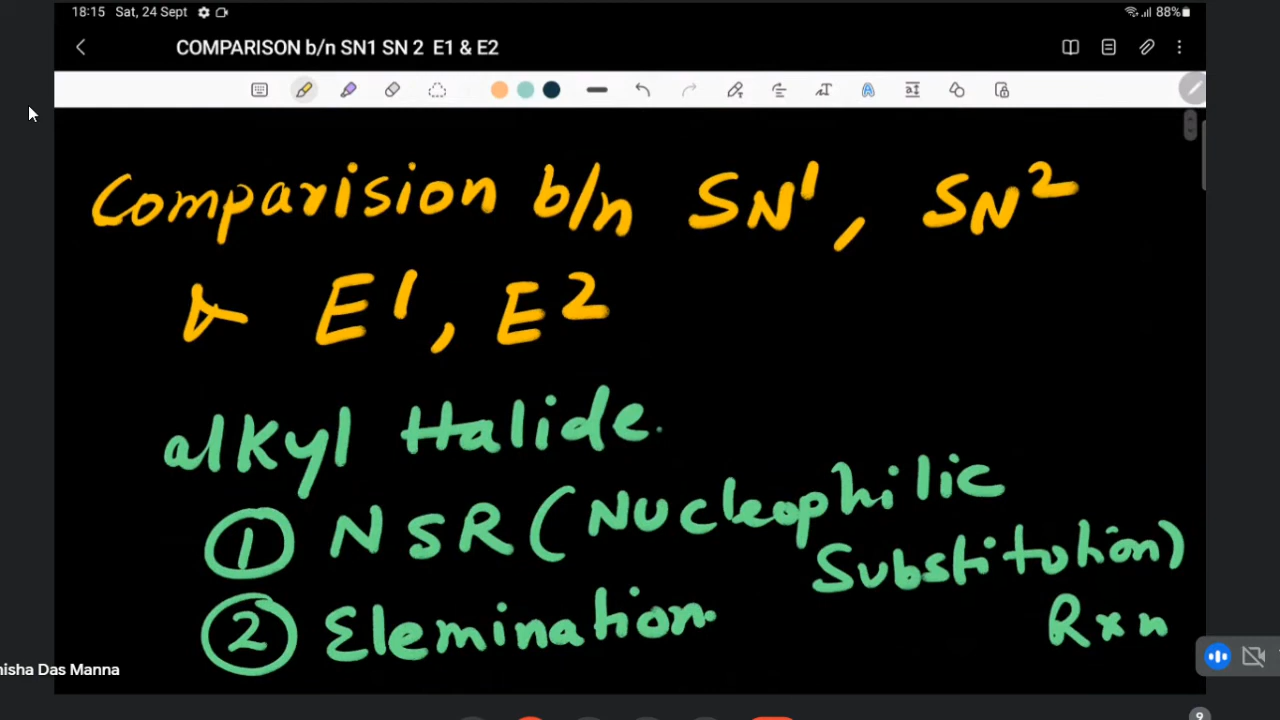 18:15 Sat, 24 Sept
88%
COMPARISON b/n SN1 SN 2 E1 & E2
Comparision b/n SN1, SN2
& E1, E2
alkyl Halide.
1 NSR (Nucleophilic
Substitution)
Rxn
2 Elemination.
nisha Das Manna